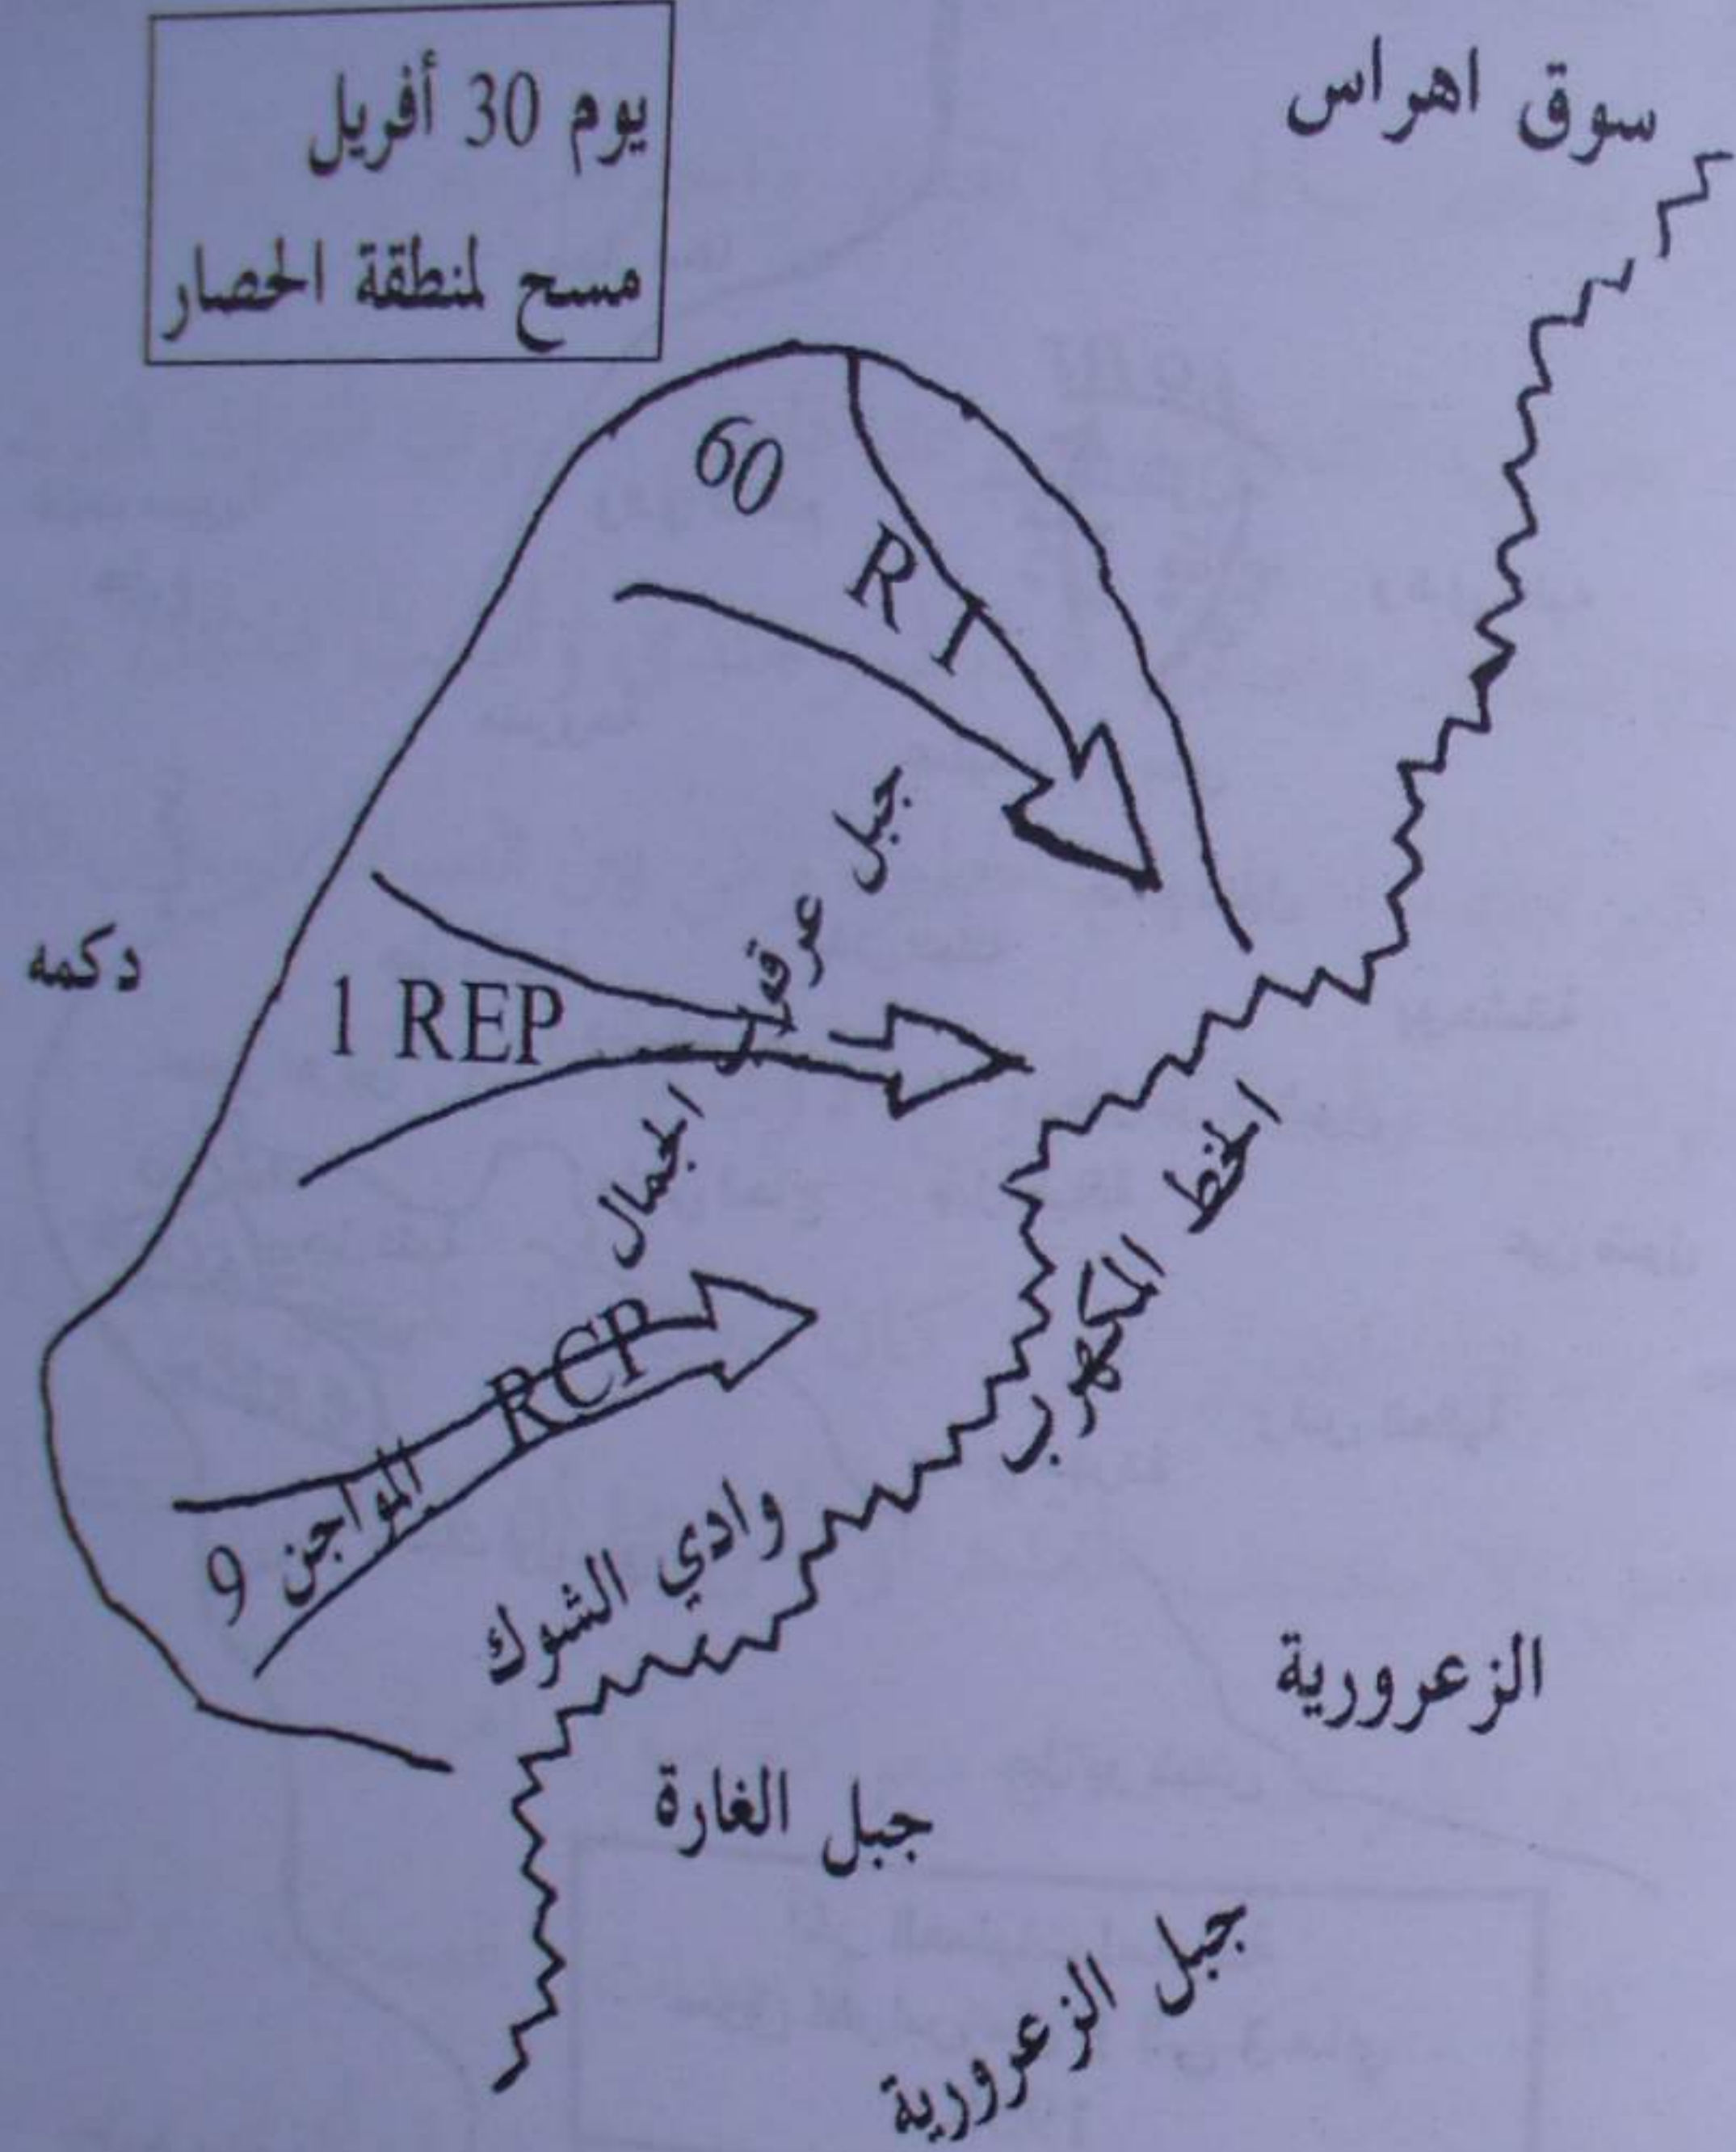 يوم 30 أفريل
مسح لمنطقة الحصار
سوق اهراس
60 RT
جبل عرقوب
الجمال
دكمه
1 REP
9 RCP
المواجن
الخط المكهرب
وادي الشوك
الزعرورية
جبل الغارة
جبل الزعرورية